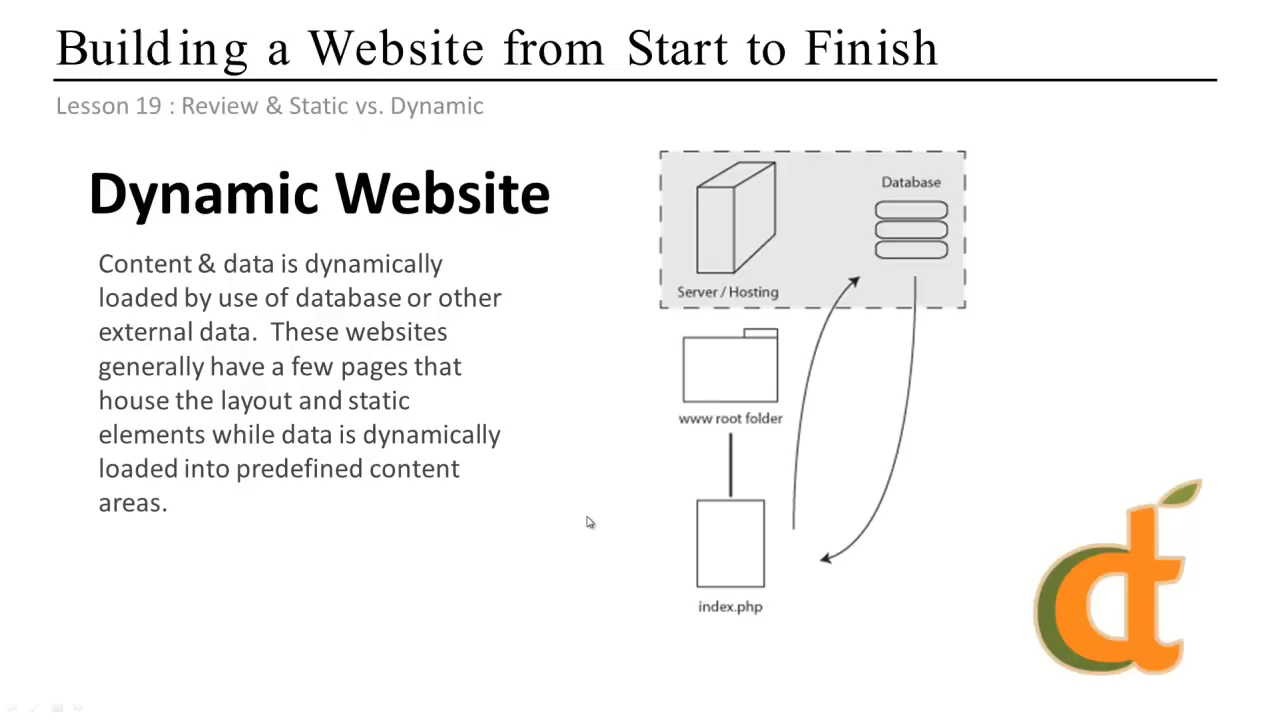 Building a Website from Start to Finish
Lesson 19 : Review & Static vs. Dynamic
Dynamic Website
Content & data is dynamically
loaded by use of database or other
external data. These websites
generally have a few pages that
house the layout and static
elements while data is dynamically
loaded into predefined content
areas.
Database
Server / Hosting
www root folder
index.php
dt